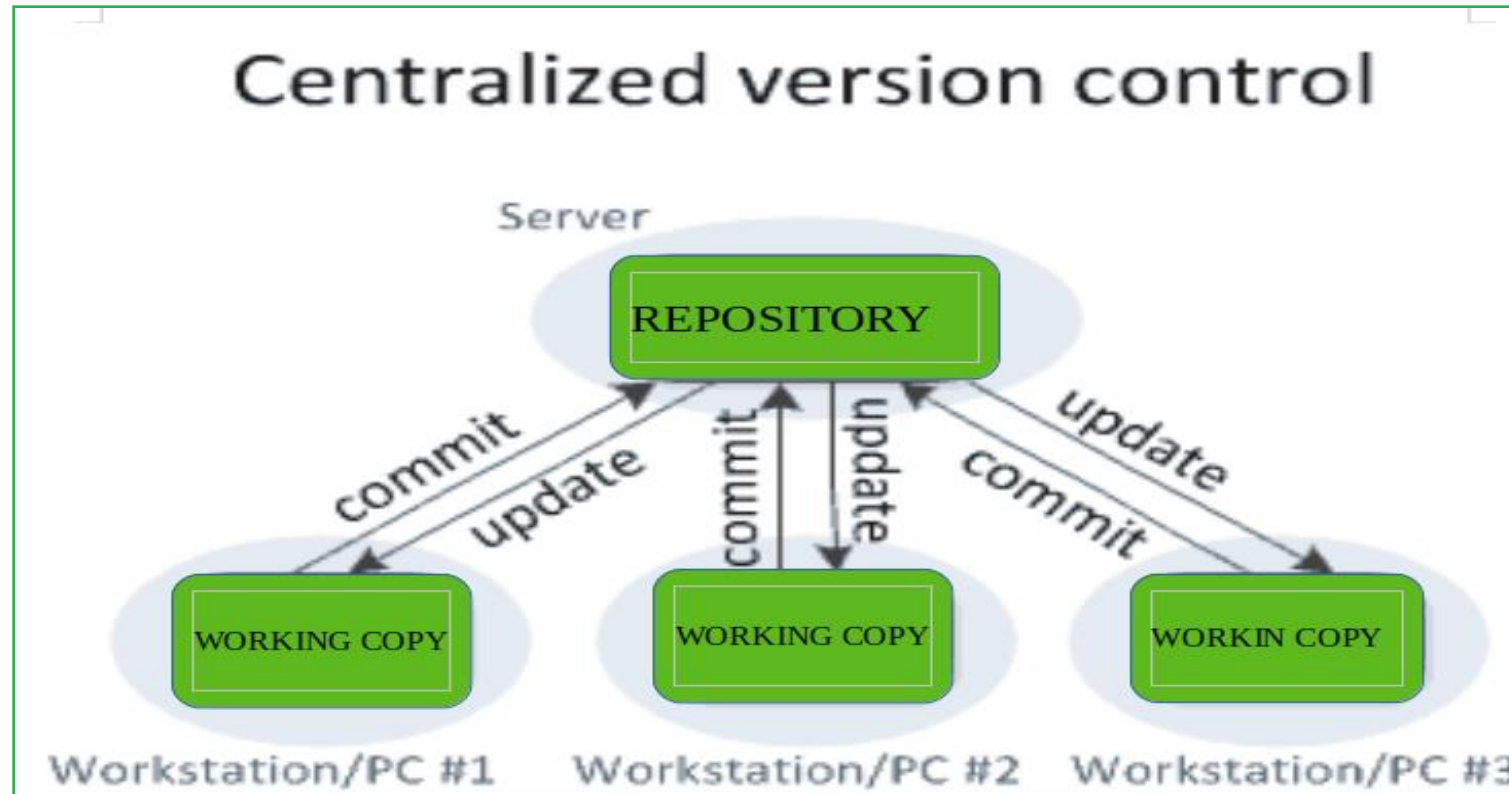 Centralized version control
Server
REPOSITORY
commit
update
commit
update
commit
update
WORKING COPY
WORKING COPY
WORKIN COPY
Workstation/PC #1
Workstation/PC #2
Workstation/PC #3